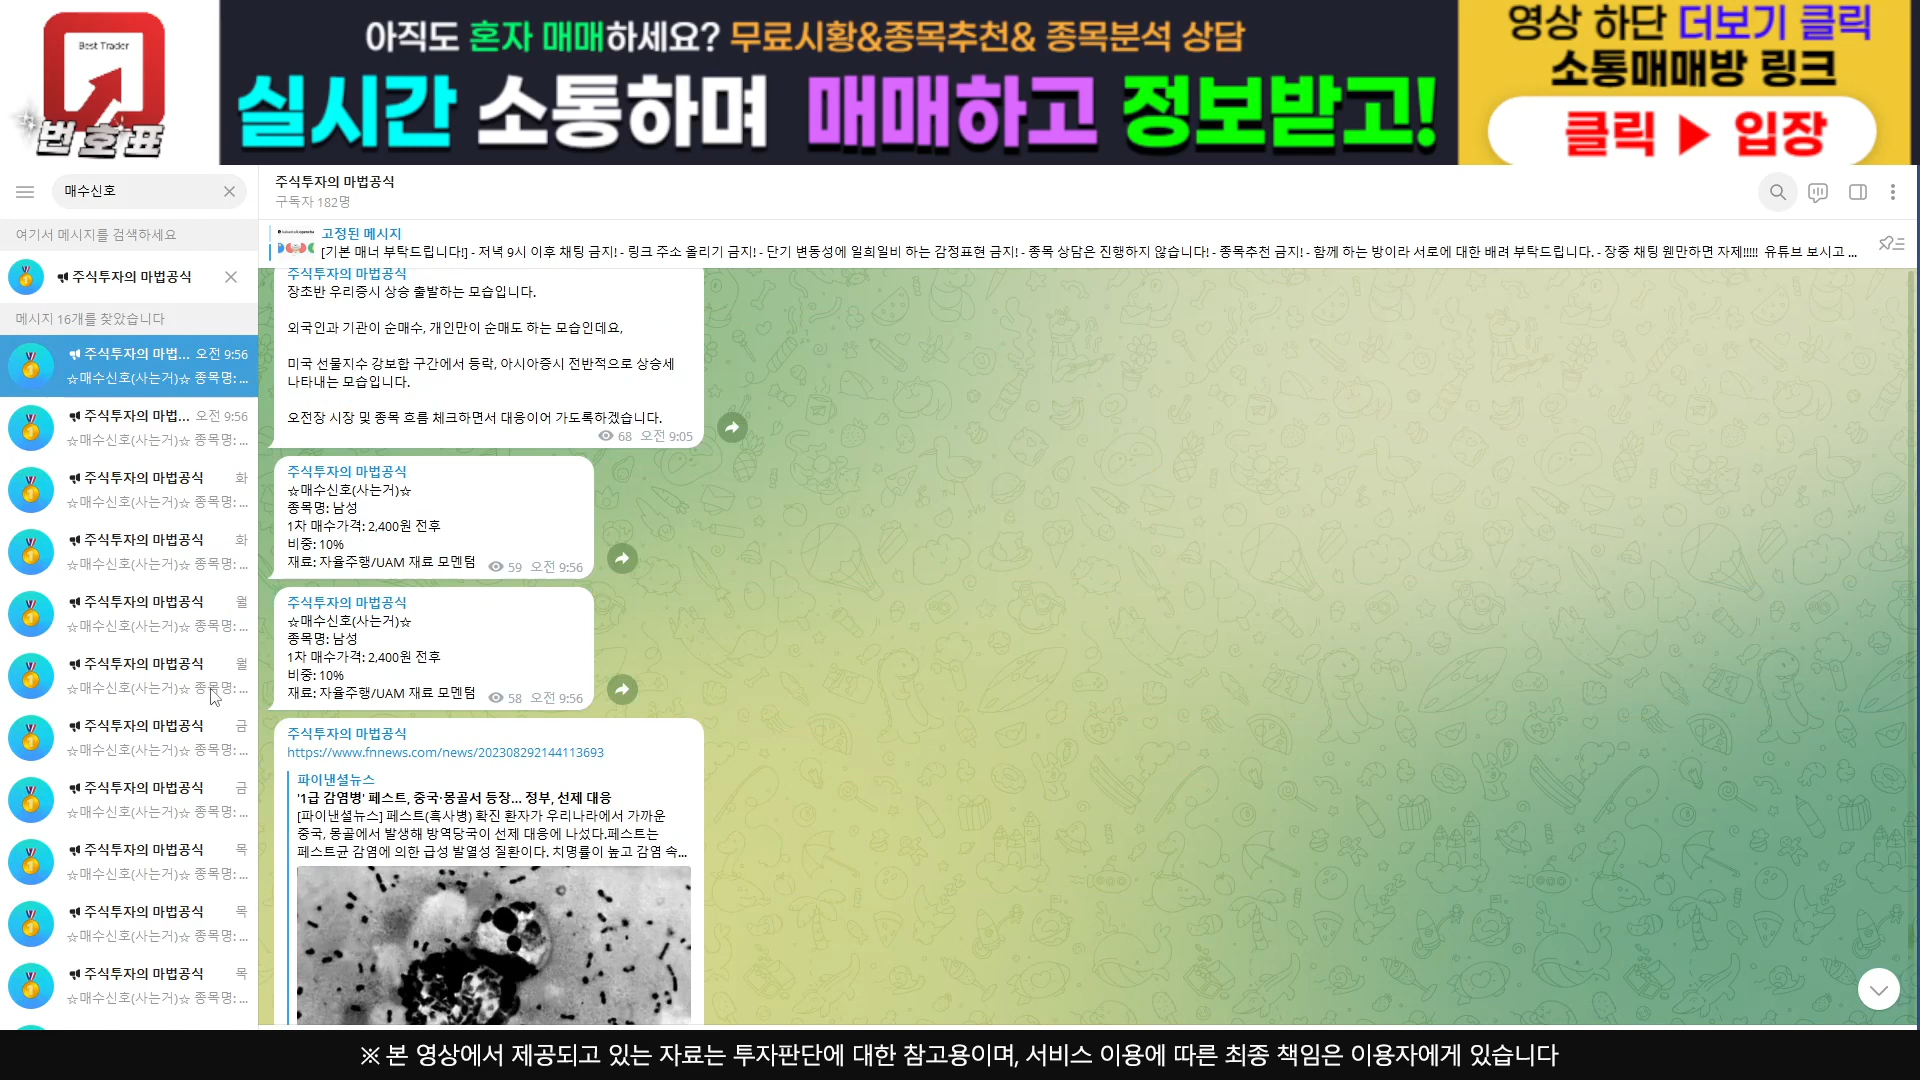 Best Trader
번호표
아직도 혼자 매매하세요? 무료시황&종목추천& 종목분석 상담
실시간 소통하며 매매하고 정보받고!
영상 하단 더보기 클릭
소통매매방 링크
클릭 ▶ 입장
매수신호
여기서 메시지를 검색하세요
주식투자의 마법공식
메시지 16개를 찾았습니다
주식투자의 마법... 오전 9:56
☆매수신호(사는거)☆ 종목명: ...
주식투자의 마법... 오전 9:56
☆매수신호(사는거)☆ 종목명: ...
주식투자의 마법공식 화
☆매수신호(사는거)☆ 종목명: ...
주식투자의 마법공식 화
☆매수신호(사는거)☆ 종목명: ...
주식투자의 마법공식 월
☆매수신호(사는거)☆ 종목명: ...
주식투자의 마법공식 월
☆매수신호(사는거)☆ 종목명: ...
주식투자의 마법공식 금
☆매수신호(사는거)☆ 종목명: ...
주식투자의 마법공식 금
☆매수신호(사는거)☆ 종목명: ...
주식투자의 마법공식 목
☆매수신호(사는거)☆ 종목명: ...
주식투자의 마법공식 목
☆매수신호(사는거)☆ 종목명: ...
주식투자의 마법공식 목
☆매수신호(사는거)☆ 종목명: ...
주식투자의 마법공식
구독자 182명
고정된 메시지
[기본 매너 부탁드립니다!] - 저녁 9시 이후 채팅 금지! - 링크 주소 올리기 금지! - 단기 변동성에 일희일비 하는 감정표현 금지! - 종목 상담은 진행하지 않습니다! - 종목추천 금지! - 함께 하는 방이라 서로에 대한 배려 부탁드립니다. - 장중 채팅 웬만하면 자제!!!!! 유튜브 보시고 ...
주식투자의 마법공식
장초반 우리증시 상승 출발하는 모습입니다.
외국인과 기관이 순매수, 개인만이 순매도 하는 모습인데요,
미국 선물지수 강보합 구간에서 등락, 아시아증시 전반적으로 상승세
나타내는 모습입니다.
오전장 시장 및 종목 흐름 체크하면서 대응이어 가도록하겠습니다.
68 오전 9:05
주식투자의 마법공식
☆매수신호(사는거)☆
종목명: 남성
1차 매수가격: 2,400원 전후
비중: 10%
재료: 자율주행/UAM 재료 모멘텀
59 오전 9:56
주식투자의 마법공식
☆매수신호(사는거)☆
종목명: 남성
1차 매수가격: 2,400원 전후
비중: 10%
재료: 자율주행/UAM 재료 모멘텀
58 오전 9:56
주식투자의 마법공식
https://www.fnnews.com/news/202308292144113693
파이낸셜뉴스
'1급 감염병' 페스트, 중국·몽골서 등장... 정부, 선제 대응
[파이낸셜뉴스] 페스트(흑사병) 확진 환자가 우리나라에서 가까운
중국, 몽골에서 발생해 방역당국이 선제 대응에 나섰다.페스트는
페스트균 감염에 의한 급성 발열성 질환이다. 치명률이 높고 감염 속...
※ 본 영상에서 제공되고 있는 자료는 투자판단에 대한 참고용이며, 서비스 이용에 따른 최종 책임은 이용자에게 있습니다